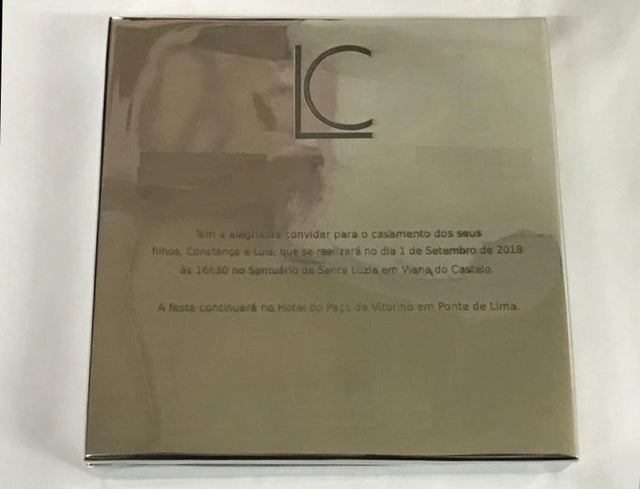 LC
Tem a alegria de convidar para o casamento dos seus
filhos, Constança e Luis, que se realizará no dia 1 de Setembro de 2018
às 16h30 no Santuário de Santa Luzia em Viana do Castelo.
A festa continuará no Hotel do Paço de Vitorino em Ponte de Lima.